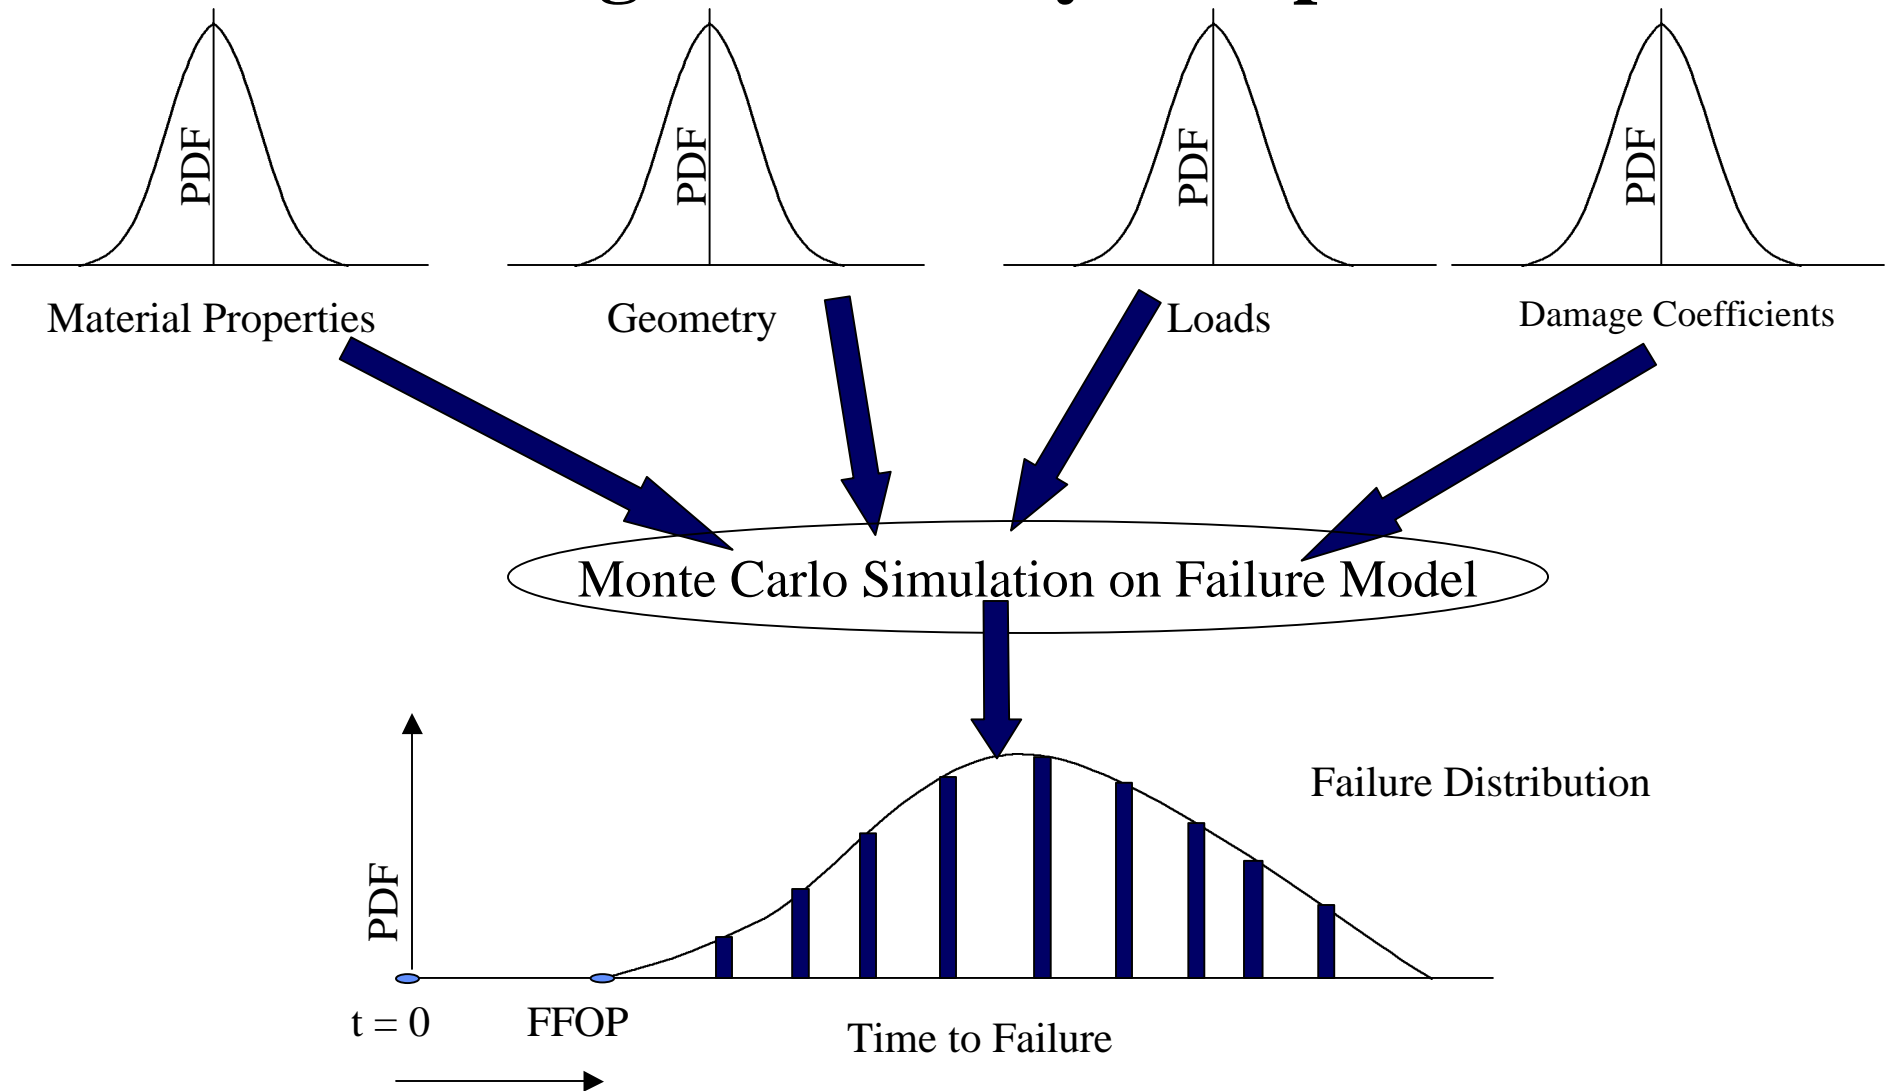 PDF
PDF
PDF
PDF
Material Properties
Geometry
Loads
Damage Coefficients
Monte Carlo Simulation on Failure Model
Failure Distribution
PDF
t = 0
FFOP
Time to Failure